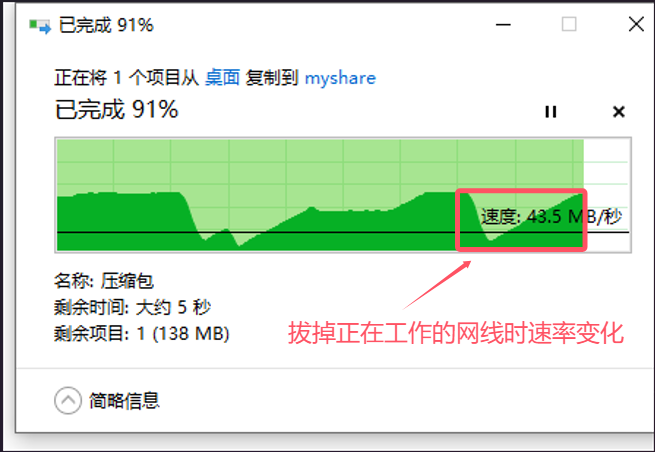 已完成 91%
正在将 1 个项目从 桌面 复制到 myshare
已完成 91%
速度: 43.5 MB/秒
名称: 压缩包
剩余时间: 大约 5 秒
剩余项目: 1 (138 MB)
拔掉正在工作的网线时速率变化
简略信息